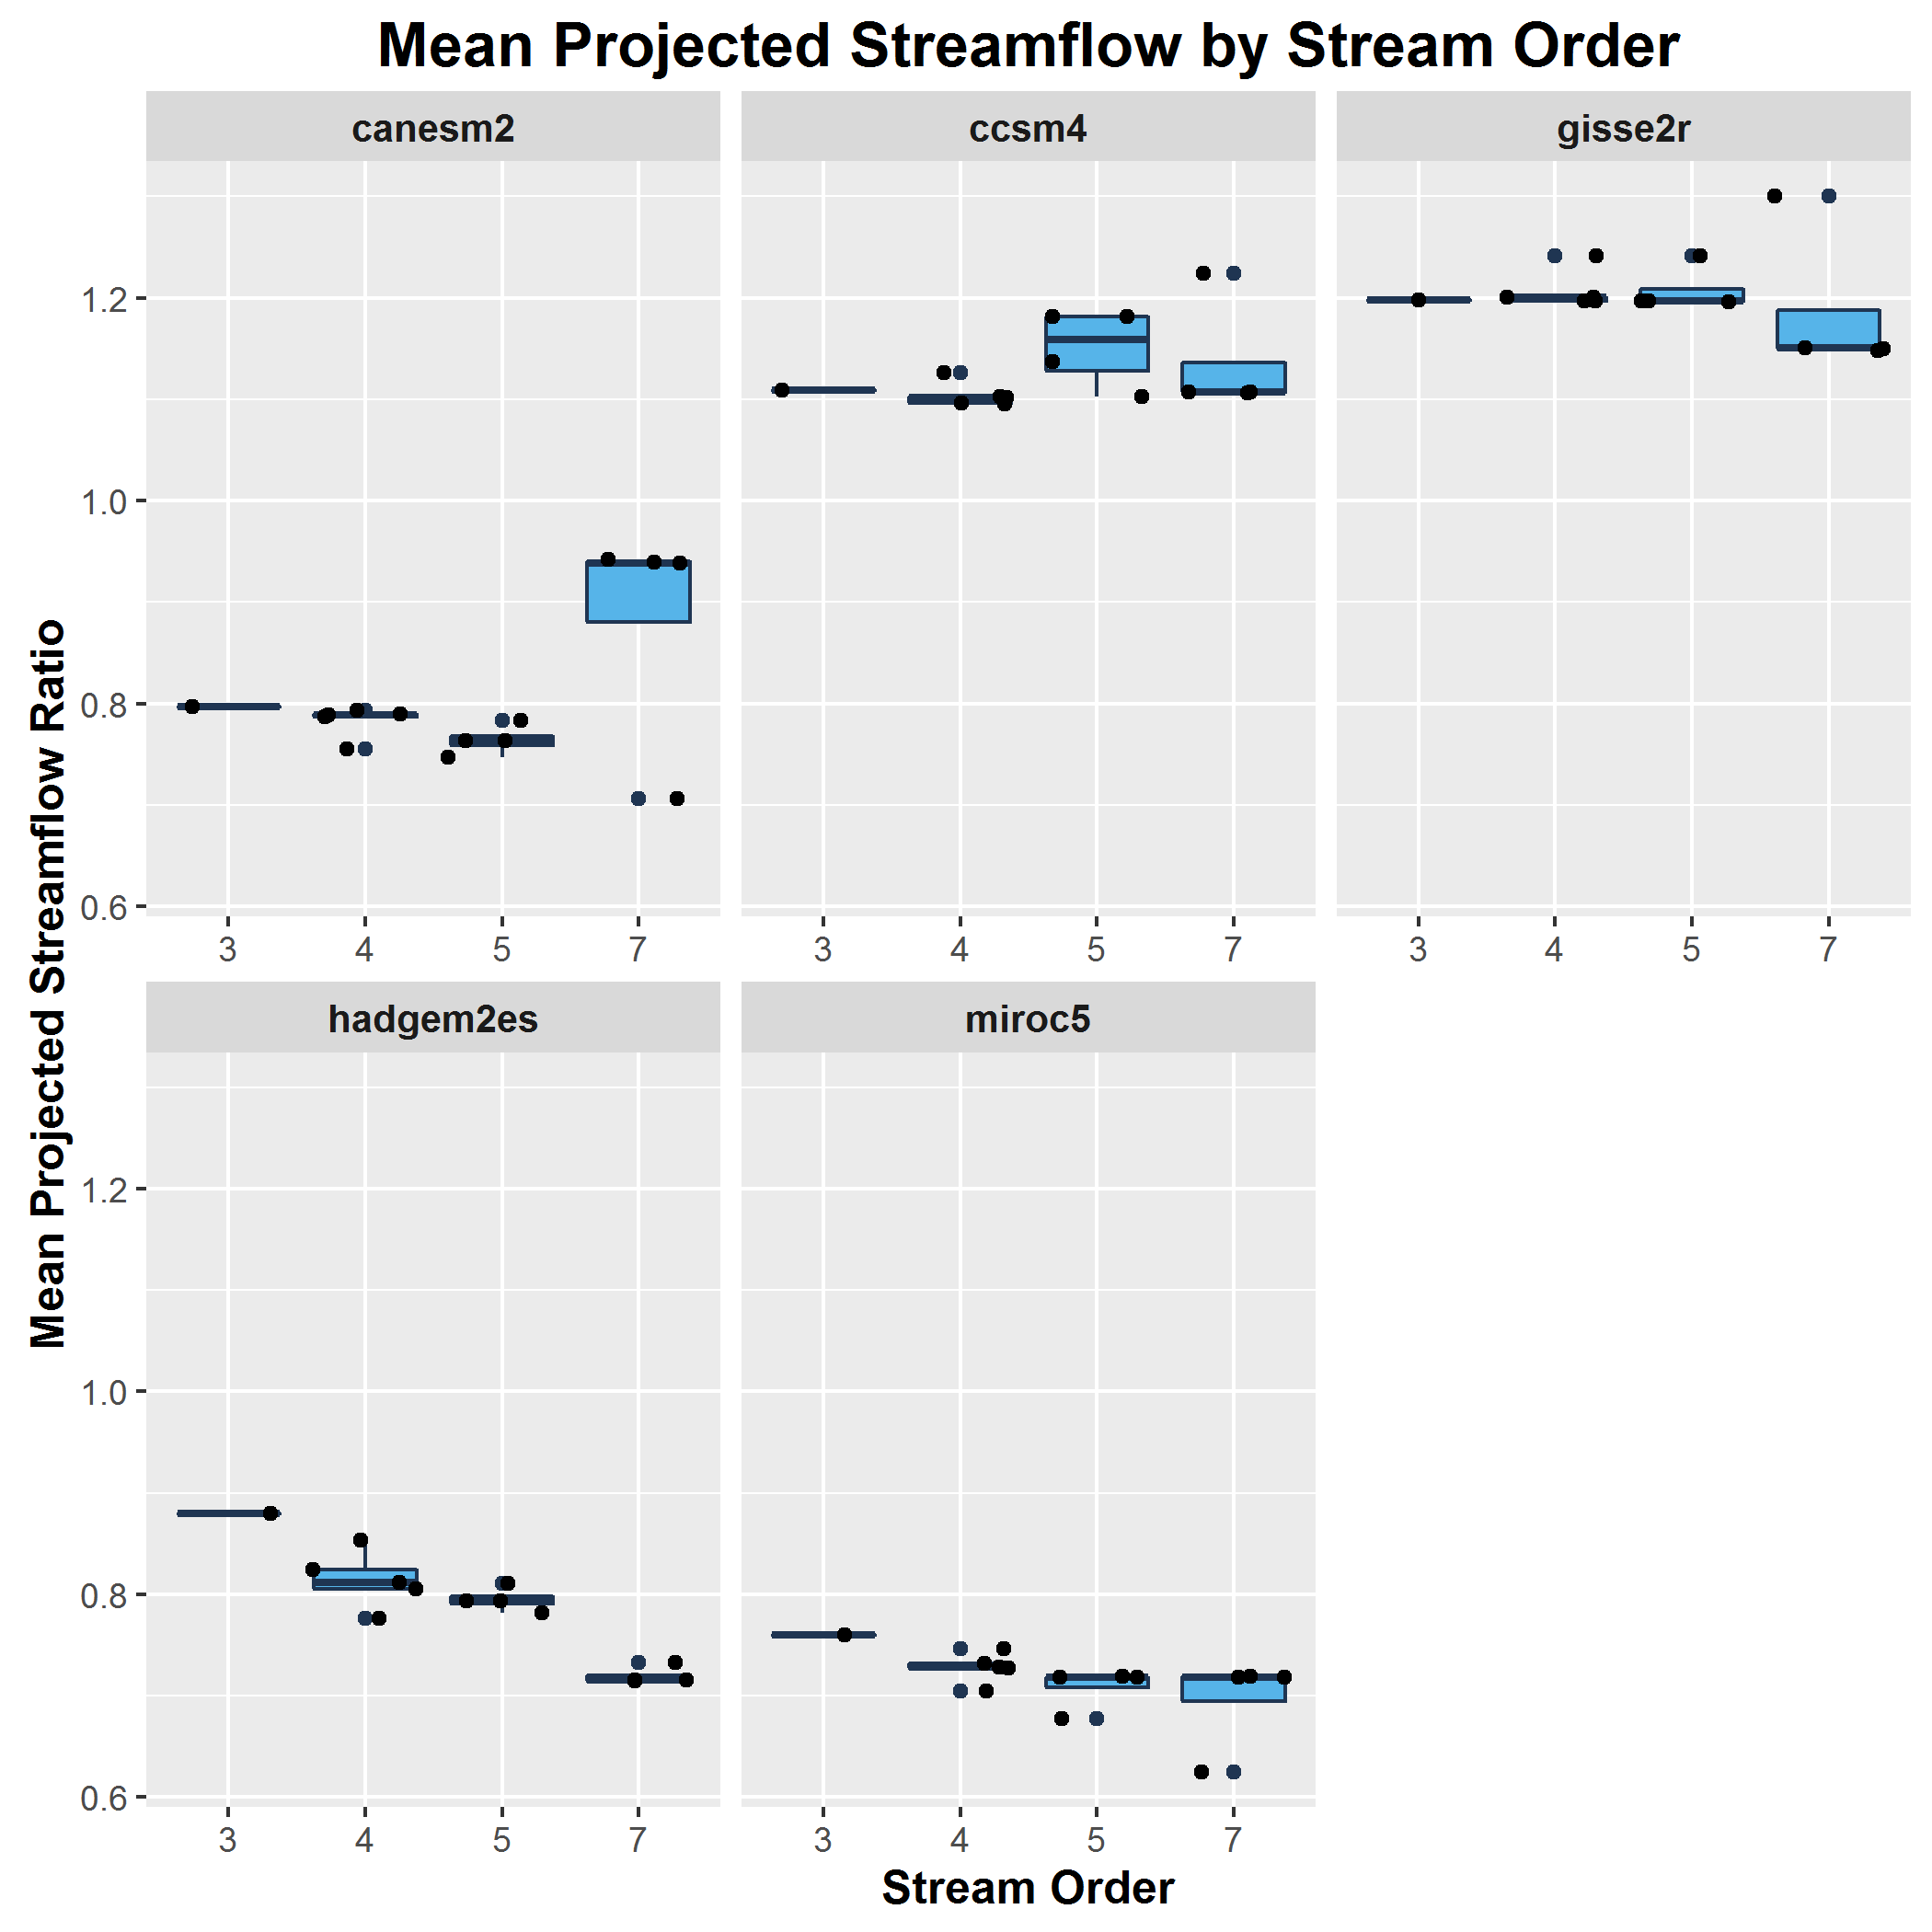 Mean Projected Streamflow by Stream Order
canesm2
ccsm4
gisse2r
Mean Projected Streamflow Ratio
1.2
1.0
0.8
0.6
3 4 5 7
3 4 5 7
3 4 5 7
hadgem2es
miroc5
1.2
1.0
0.8
0.6
3 4 5 7
3 4 5 7
Stream Order